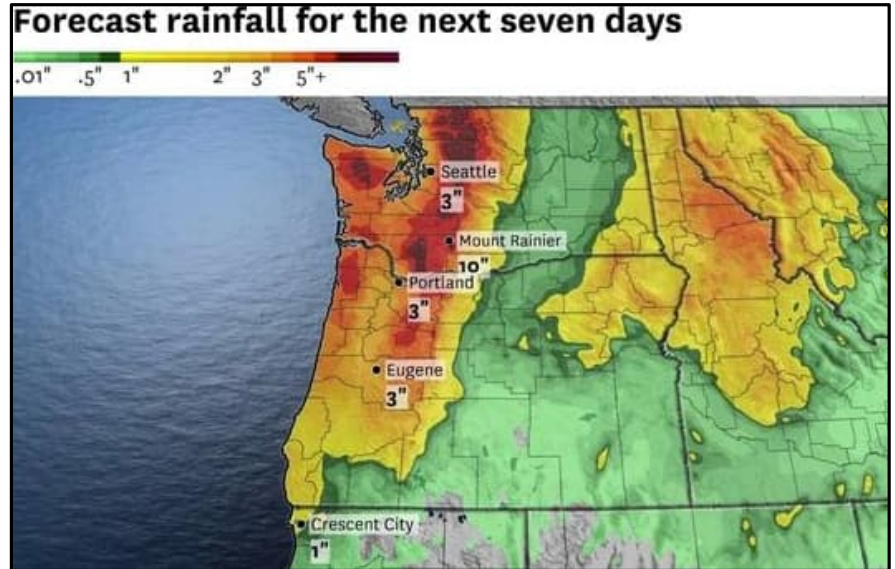 Forecast rainfall for the next seven days
.01" .5" 1" 2" 3" 5"+
Seattle
3"
Mount Rainier
10"
Portland
3"
Eugene
3"
Crescent City
1"